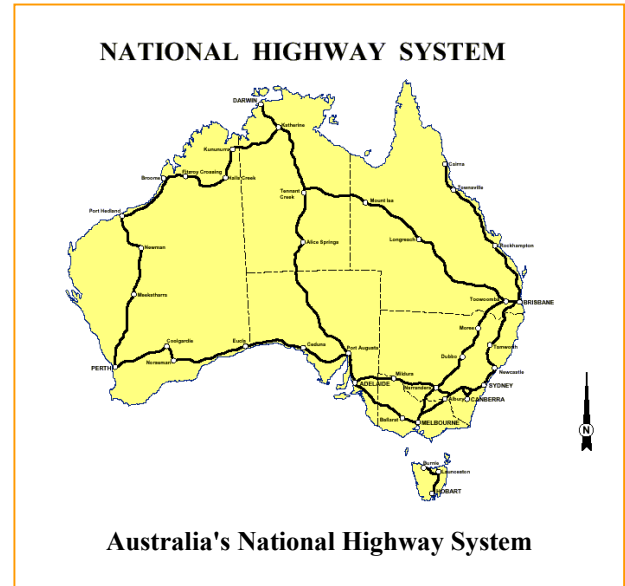 NATIONAL HIGHWAY SYSTEM
DARWIN
Katherine
Kununurra
Cairns
Fitzroy Crossing
Broome
Halls Creek
Townsville
Tennant
Creek
Mount Isa
Port Hedland
Longreach
Alice Springs
Rockhampton
Newman
Meekatharra
Toowoomba
BRISBANE
Moree
Coolgardie
Eucla
Ceduna
Port Augusta
Tamworth
Dubbo
Norseman
PERTH
Newcastle
Mildura
ADELAIDE
Narrandera
SYDNEY
Albury
CANBERRA
Ballarat
MELBOURNE
N
Burnie
Launceston
HOBART
Australia's National Highway System